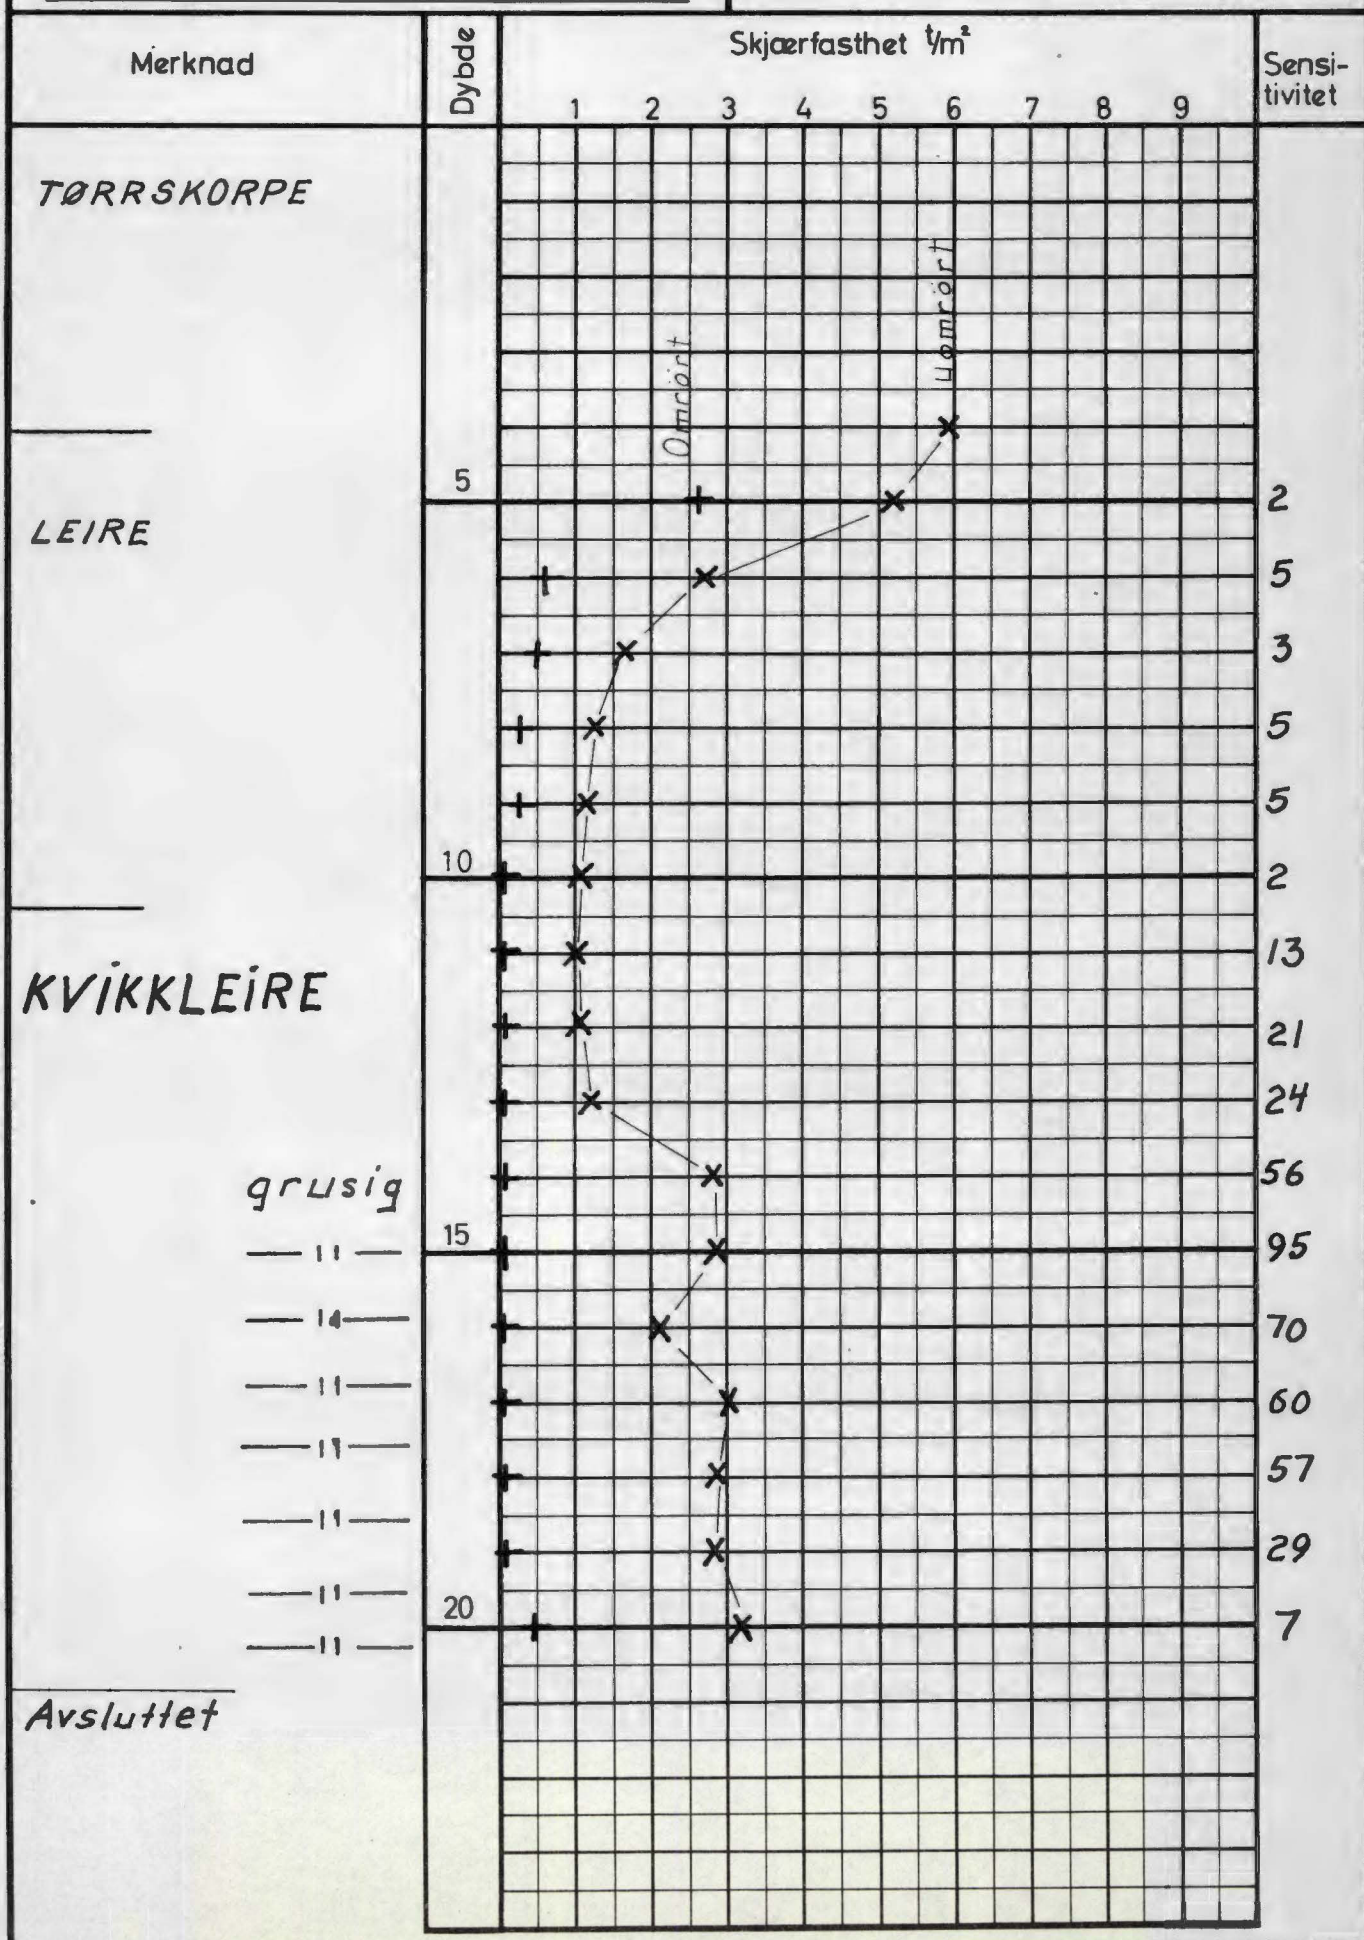 Merknad
Dybde
Skjærfasthet t/m²
Sensi-
tivitet
1 2 3 4 5 6 7 8 9
TØRRSKORPE
Omrört
uomrört
5
2
LEIRE
5
3
5
5
10
2
13
KVIKKLEIRE
21
24
grusig
56
— 11 —
15
95
— 11 —
70
— 11 —
60
— 11 —
57
— 11 —
29
— 11 —
20
7
— 11 —
Avsluttet